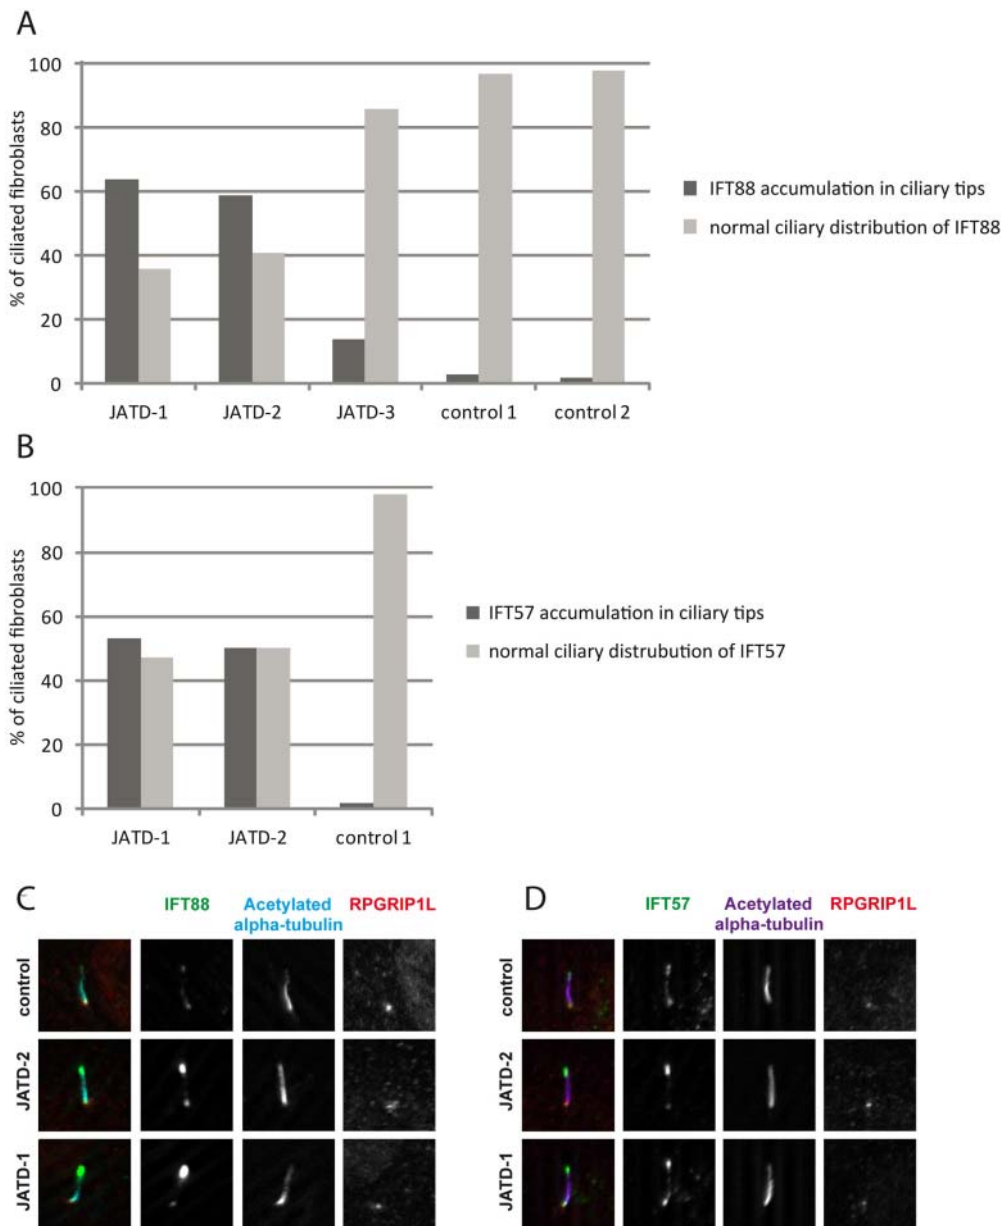 A
100
80
60
40
20
0
% of ciliated fibroblasts
JATD-1 JATD-2 JATD-3 control 1 control 2
IFT88 accumulation in ciliary tips
normal ciliary distribution of IFT88
B
100
80
60
40
20
0
% of ciliated fibroblasts
JATD-1 JATD-2 control 1
IFT57 accumulation in ciliary tips
normal ciliary distrubution of IFT57
C
IFT88 Acetylated RPGRIP1L
alpha-tubulin
control
JATD-2
JATD-1
D
IFT57 Acetylated RPGRIP1L
alpha-tubulin
control
JATD-2
JATD-1